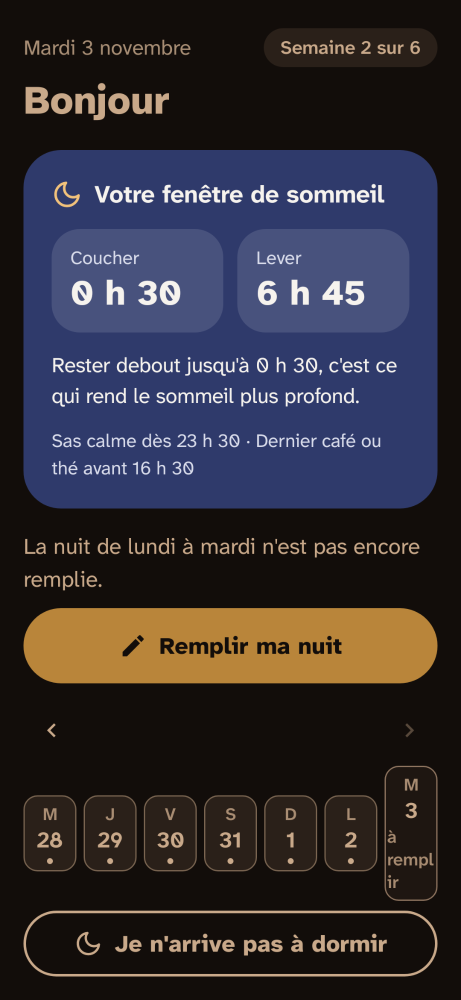 Mardi 3 novembre
Semaine 2 sur 6
Bonjour
Votre fenêtre de sommeil
Coucher
0 h 30
Lever
6 h 45
Rester debout jusqu'à 0 h 30, c'est ce
qui rend le sommeil plus profond.
Sas calme dès 23 h 30 · Dernier café ou
thé avant 16 h 30
La nuit de lundi à mardi n'est pas encore
remplie.
Remplir ma nuit
M
28
J
29
V
30
S
31
D
1
L
2
M
3
à
rempl
ir
Je n'arrive pas à dormir